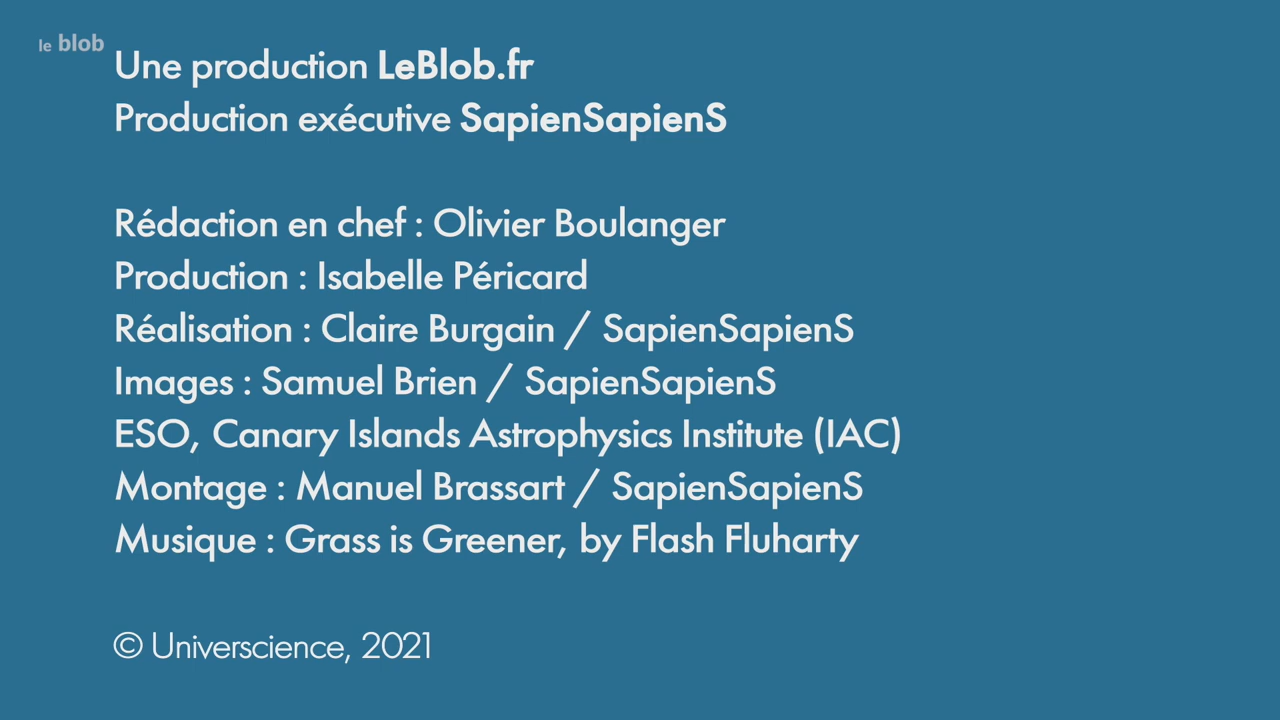 le blob
Une production LeBlob.fr
Production exécutive SapienSapienS
Rédaction en chef : Olivier Boulanger
Production : Isabelle Péricard
Réalisation : Claire Burgain / SapienSapienS
Images : Samuel Brien / SapienSapienS
ESO, Canary Islands Astrophysics Institute (IAC)
Montage : Manuel Brassart / SapienSapienS
Musique : Grass is Greener, by Flash Fluharty
© Universcience, 2021